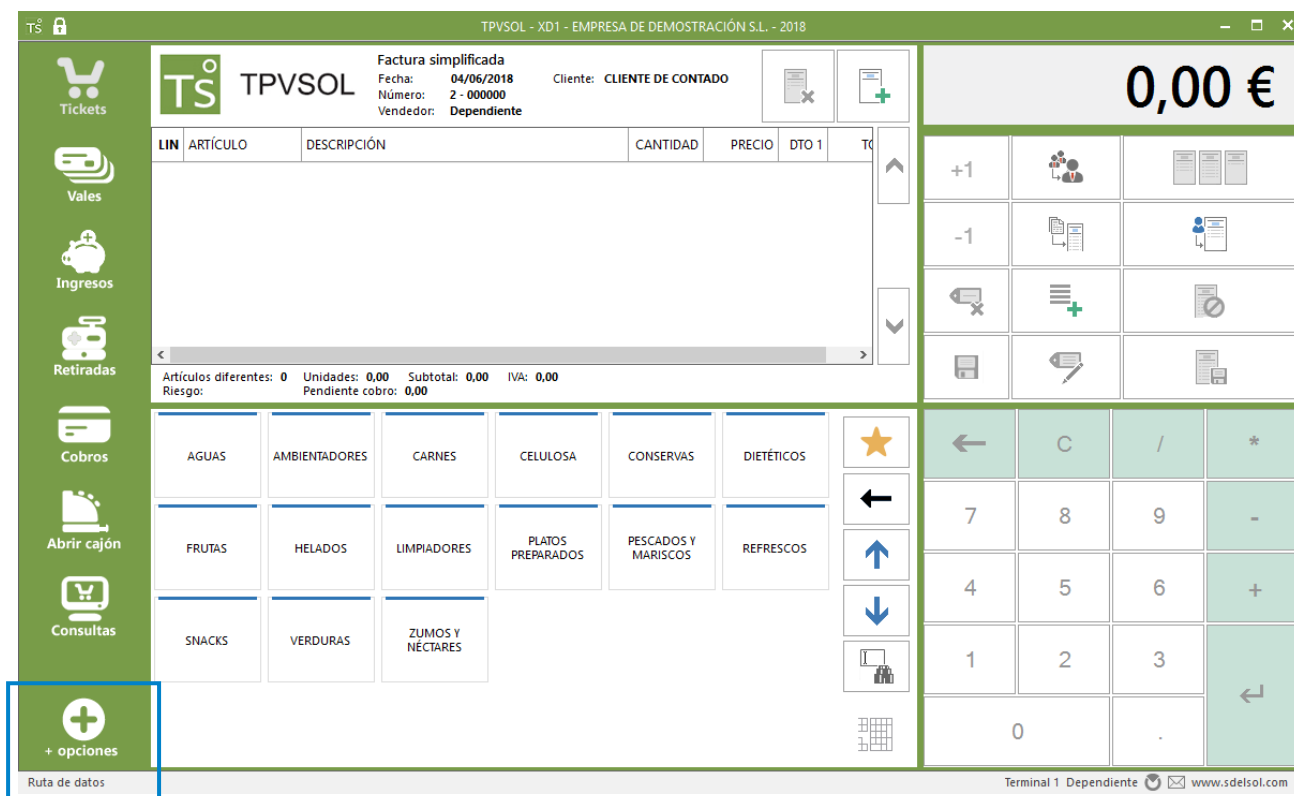 TS TPVSOL - XD1 - EMPRESA DE DEMOSTRACIÓN S.L. - 2018
Tickets
Vales
Ingresos
Retiradas
Cobros
Abrir cajón
Consultas
+ opciones
TS TPVSOL
Factura simplificada
Fecha: 04/06/2018 Cliente: CLIENTE DE CONTADO
Número: 2 - 000000
Vendedor: Dependiente
LIN ARTÍCULO DESCRIPCIÓN CANTIDAD PRECIO DTO 1 TO
Artículos diferentes: 0 Unidades: 0,00 Subtotal: 0,00 IVA: 0,00
Riesgo: Pendiente cobro: 0,00
AGUAS
AMBIENTADORES
CARNES
CELULOSA
CONSERVAS
DIETÉTICOS
FRUTAS
HELADOS
LIMPIADORES
PLATOS
PREPARADOS
PESCADOS Y
MARISCOS
REFRESCOS
SNACKS
VERDURAS
ZUMOS Y
NÉCTARES
0,00 €
+1
-1
C / *
7 8 9 -
4 5 6 +
1 2 3
0 .
Ruta de datos
Terminal 1 Dependiente www.sdelsol.com